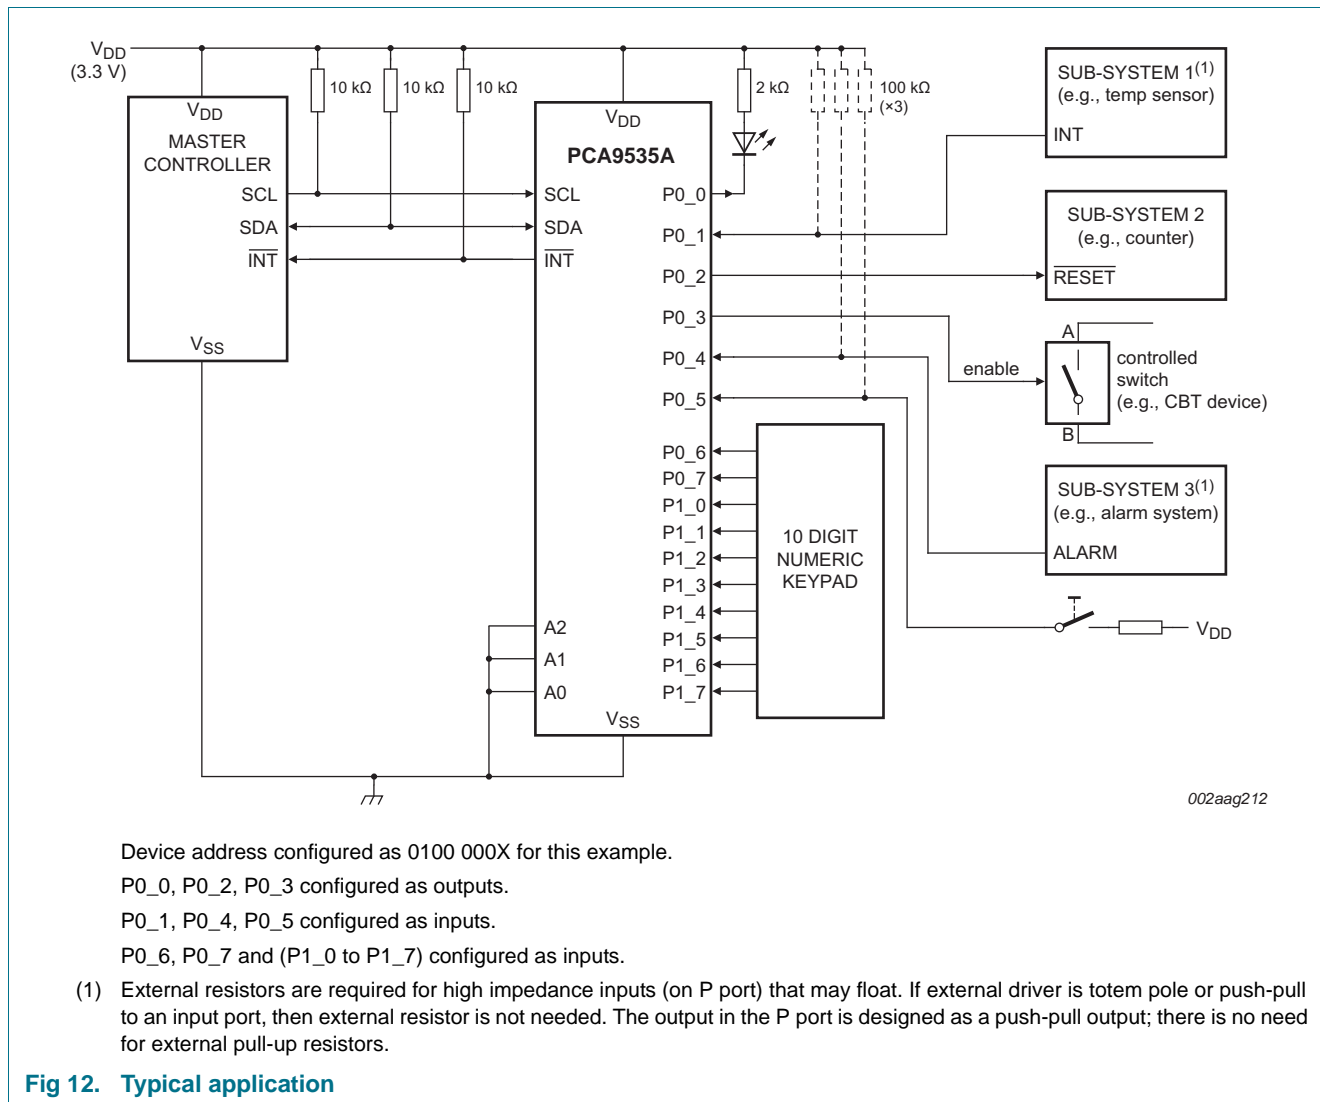 VDD
(3.3 V)
10 kΩ
10 kΩ
10 kΩ
2 kΩ
100 kΩ
(×3)
VDD
MASTER
CONTROLLER
SCL
SDA
INT
VSS
VDD
PCA9535A
SCL
SDA
INT
A2
A1
A0
VSS
P0_0
P0_1
P0_2
P0_3
P0_4
P0_5
P0_6
P0_7
P1_0
P1_1
P1_2
P1_3
P1_4
P1_5
P1_6
P1_7
10 DIGIT
NUMERIC
KEYPAD
SUB-SYSTEM 1(1)
(e.g., temp sensor)
INT
SUB-SYSTEM 2
(e.g., counter)
RESET
A
enable
controlled
switch
(e.g., CBT device)
B
SUB-SYSTEM 3(1)
(e.g., alarm system)
ALARM
VDD
002aag212
Device address configured as 0100 000X for this example.
P0_0, P0_2, P0_3 configured as outputs.
P0_1, P0_4, P0_5 configured as inputs.
P0_6, P0_7 and (P1_0 to P1_7) configured as inputs.
(1) External resistors are required for high impedance inputs (on P port) that may float. If external driver is totem pole or push-pull
to an input port, then external resistor is not needed. The output in the P port is designed as a push-pull output; there is no need
for external pull-up resistors.
Fig 12. Typical application